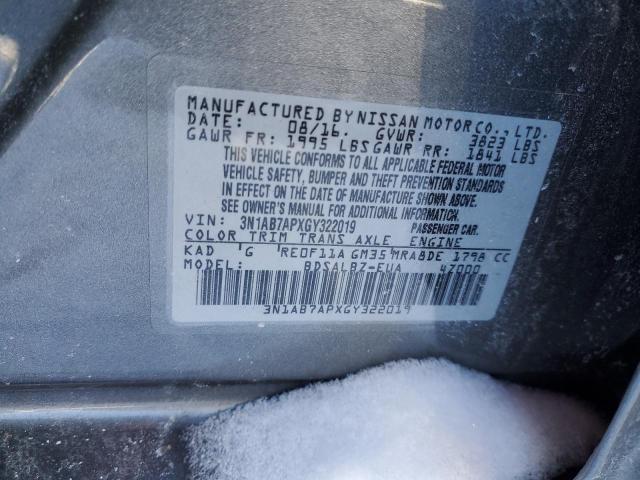 MANUFACTURED BY NISSAN MOTOR CO., LTD.
DATE: 08/16. GVWR: 3823 LBS
GAWR FR: 1995 LBS GAWR RR: 1841 LBS
THIS VEHICLE CONFORMS TO ALL APPLICABLE FEDERAL MOTOR
VEHICLE SAFETY, BUMPER AND THEFT PREVENTION STANDARDS
IN EFFECT ON THE DATE OF MANUFACTURE SHOWN ABOVE.
SEE OWNER'S MANUAL FOR ADDITIONAL INFORMATION.
VIN: 3N1AB7APXGY322019 PASSENGER CAR.
COLOR TRIM TRANS AXLE ENGINE
KAD G RE0F11A GM35 MRA8DE 1798 CC
MODEL: BDSALBZ-EUA 4Z000
3N1AB7APXGY322019